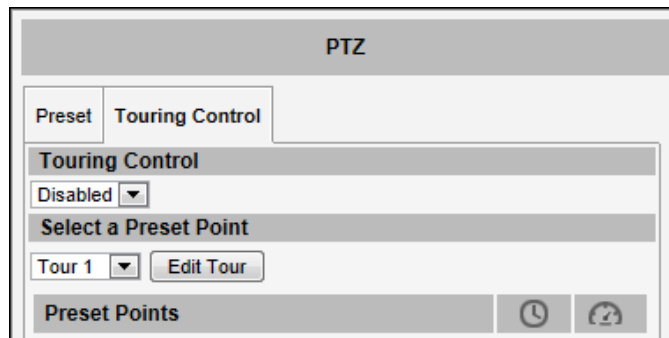 PTZ
Preset Touring Control
Touring Control
Disabled
Select a Preset Point
Tour 1 Edit Tour
Preset Points